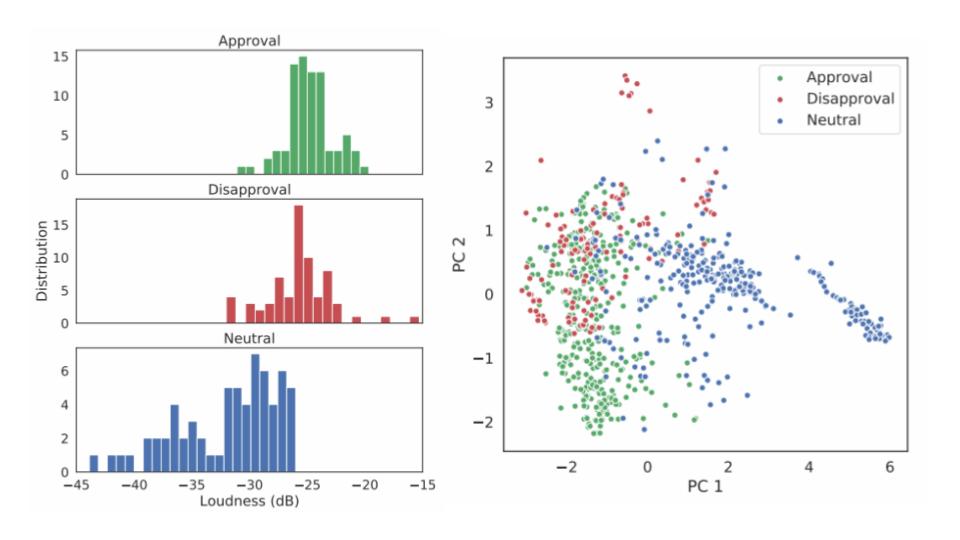 Approval
15
10
5
0
Disapproval
15
10
5
0
Distribution
Neutral
6
4
2
0
−45 −40 −35 −30 −25 −20 −15
Loudness (dB)
Approval
Disapproval
Neutral
3
2
1
0
−1
−2
PC 2
−2 0 2 4 6
PC 1